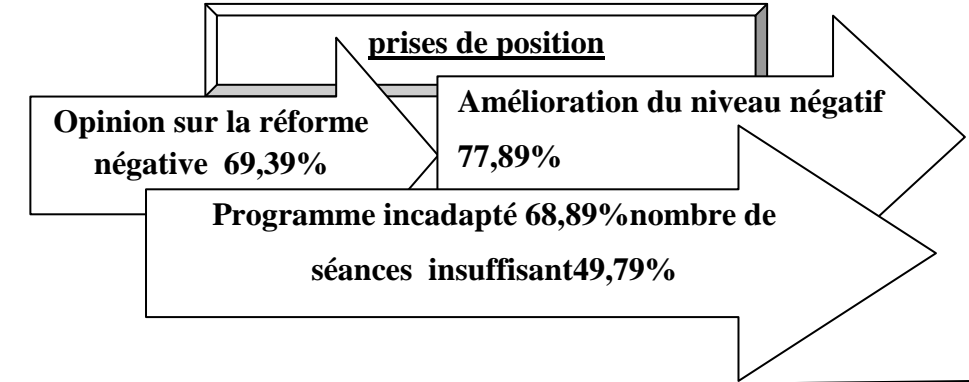 prises de position
Opinion sur la réforme
négative 69,39%
Amélioration du niveau négatif
77,89%
Programme incadapté 68,89%nombre de
séances insuffisant49,79%